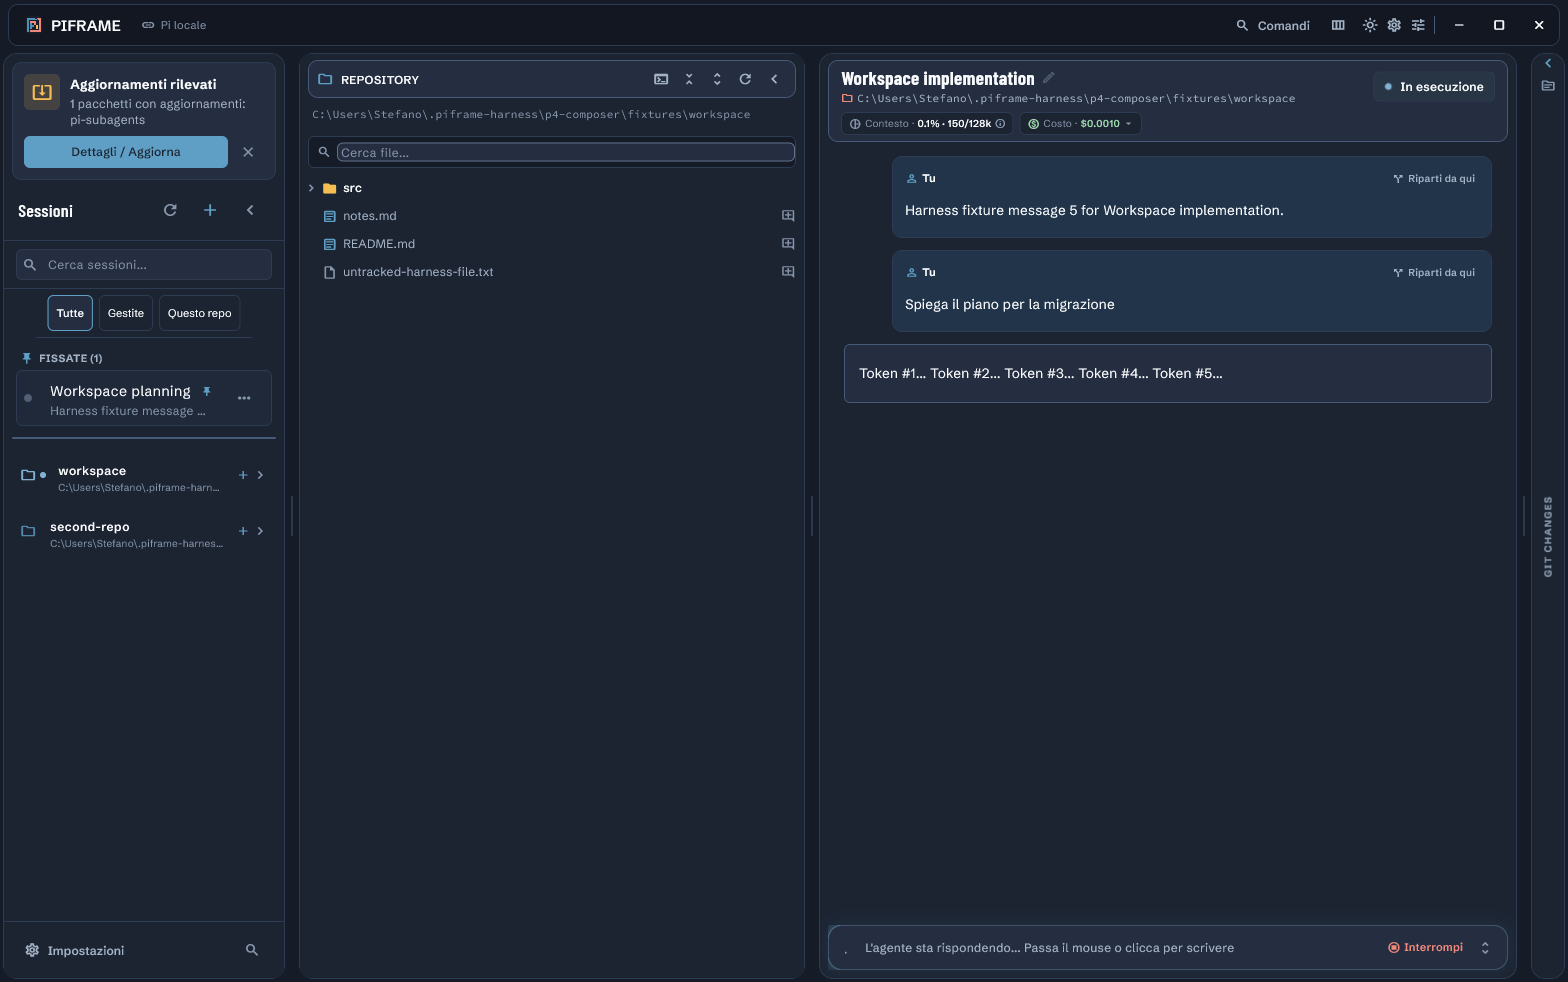 PIFRAME
Pi locale
Comandi
Aggiornamenti rilevati
1 pacchetti con aggiornamenti:
pi-subagents
Dettagli / Aggiorna
Sessioni
Cerca sessioni...
Tutte
Gestite
Questo repo
FISSATE (1)
Workspace planning
Harness fixture message ...
workspace
C:\Users\Stefano\.piframe-harn...
second-repo
C:\Users\Stefano\.piframe-harnes...
Impostazioni
REPOSITORY
C:\Users\Stefano\.piframe-harness\p4-composer\fixtures\workspace
Cerca file...
src
notes.md
README.md
untracked-harness-file.txt
Workspace implementation
C:\Users\Stefano\.piframe-harness\p4-composer\fixtures\workspace
Contesto · 0.1% · 150/128k
Costo · $0.0010
In esecuzione
Tu
Riparti da qui
Harness fixture message 5 for Workspace implementation.
Tu
Riparti da qui
Spiega il piano per la migrazione
Token #1... Token #2... Token #3... Token #4... Token #5...
L'agente sta rispondendo... Passa il mouse o clicca per scrivere
Interrompi
GIT CHANGES